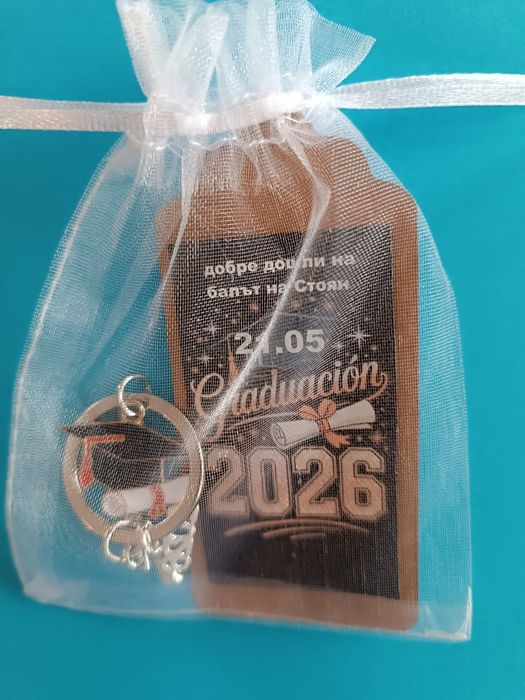 добре дошли на
балът на Стоян
21.05
Graduación
2026